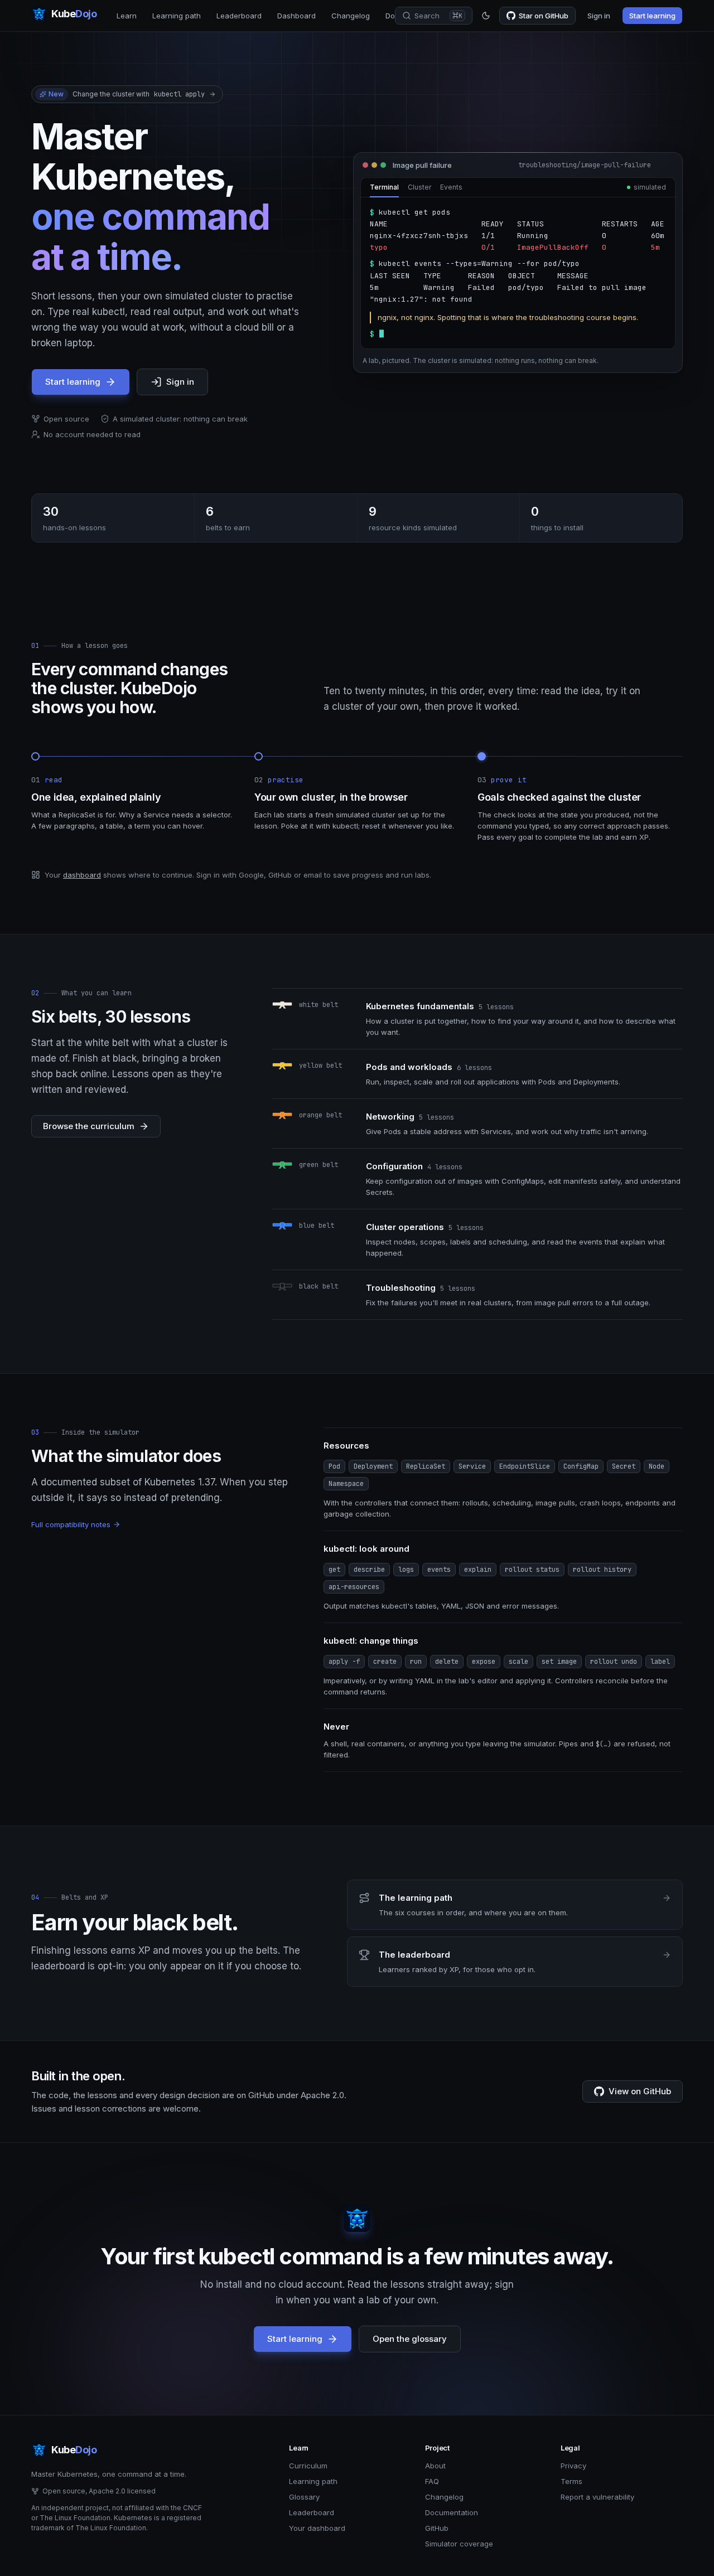 KubeDojo
Learn
Learning path
Leaderboard
Dashboard
Changelog
Do
Search
⌘K
Star on GitHub
Sign in
Start learning
New
Change the cluster with kubectl apply →
Master
Kubernetes,
one command
at a time.
Short lessons, then your own simulated cluster to practise
on. Type real kubectl, read real output, and work out what's
wrong the way you would at work, without a cloud bill or a
broken laptop.
Start learning →
Sign in
Open source
A simulated cluster: nothing can break
No account needed to read
Image pull failure
troubleshooting/image-pull-failure
Terminal
Cluster
Events
simulated
$ kubectl get pods
NAME READY STATUS RESTARTS AGE
nginx-4fzxcz7snh-tbjxs 1/1 Running 0 60m
typo 0/1 ImagePullBackOff 0 5m
$ kubectl events --types=Warning --for pod/typo
LAST SEEN TYPE REASON OBJECT MESSAGE
5m Warning Failed pod/typo Failed to pull image
"ngnix:1.27": not found
ngnix, not nginx. Spotting that is where the troubleshooting course begins.
$
A lab, pictured. The cluster is simulated: nothing runs, nothing can break.
30
hands-on lessons
6
belts to earn
9
resource kinds simulated
0
things to install
01
How a lesson goes
Every command changes
the cluster. KubeDojo
shows you how.
Ten to twenty minutes, in this order, every time: read the idea, try it on
a cluster of your own, then prove it worked.
01 read
One idea, explained plainly
What a ReplicaSet is for. Why a Service needs a selector.
A few paragraphs, a table, a term you can hover.
02 practise
Your own cluster, in the browser
Each lab starts a fresh simulated cluster set up for the
lesson. Poke at it with kubectl; reset it whenever you like.
03 prove it
Goals checked against the cluster
The check looks at the state you produced, not the
command you typed, so any correct approach passes.
Pass every goal to complete the lab and earn XP.
Your dashboard shows where to continue. Sign in with Google, GitHub or email to save progress and run labs.
02
What you can learn
Six belts, 30 lessons
Start at the white belt with what a cluster is
made of. Finish at black, bringing a broken
shop back online. Lessons open as they're
written and reviewed.
Browse the curriculum →
white belt
Kubernetes fundamentals 5 lessons
How a cluster is put together, how to find your way around it, and how to describe what
you want.
yellow belt
Pods and workloads 6 lessons
Run, inspect, scale and roll out applications with Pods and Deployments.
orange belt
Networking 5 lessons
Give Pods a stable address with Services, and work out why traffic isn't arriving.
green belt
Configuration 4 lessons
Keep configuration out of images with ConfigMaps, edit manifests safely, and understand
Secrets.
blue belt
Cluster operations 5 lessons
Inspect nodes, scopes, labels and scheduling, and read the events that explain what
happened.
black belt
Troubleshooting 5 lessons
Fix the failures you'll meet in real clusters, from image pull errors to a full outage.
03
Inside the simulator
What the simulator does
A documented subset of Kubernetes 1.37. When you step
outside it, it says so instead of pretending.
Full compatibility notes →
Resources
Pod Deployment ReplicaSet Service EndpointSlice ConfigMap Secret Node
Namespace
With the controllers that connect them: rollouts, scheduling, image pulls, crash loops, endpoints and
garbage collection.
kubectl: look around
get describe logs events explain rollout status rollout history
api-resources
Output matches kubectl's tables, YAML, JSON and error messages.
kubectl: change things
apply -f create run delete expose scale set image rollout undo label
Imperatively, or by writing YAML in the lab's editor and applying it. Controllers reconcile before the
command returns.
Never
A shell, real containers, or anything you type leaving the simulator. Pipes and $(…) are refused, not
filtered.
04
Belts and XP
Earn your black belt.
Finishing lessons earns XP and moves you up the belts. The
leaderboard is opt-in: you only appear on it if you choose to.
The learning path
The six courses in order, and where you are on them.
The leaderboard
Learners ranked by XP, for those who opt in.
Built in the open.
The code, the lessons and every design decision are on GitHub under Apache 2.0.
Issues and lesson corrections are welcome.
View on GitHub
Your first kubectl command is a few minutes away.
No install and no cloud account. Read the lessons straight away; sign
in when you want a lab of your own.
Start learning →
Open the glossary
KubeDojo
Master Kubernetes, one command at a time.
Open source, Apache 2.0 licensed
An independent project, not affiliated with the CNCF
or The Linux Foundation. Kubernetes is a registered
trademark of The Linux Foundation.
Learn
Curriculum
Learning path
Glossary
Leaderboard
Your dashboard
Project
About
FAQ
Changelog
Documentation
GitHub
Simulator coverage
Legal
Privacy
Terms
Report a vulnerability